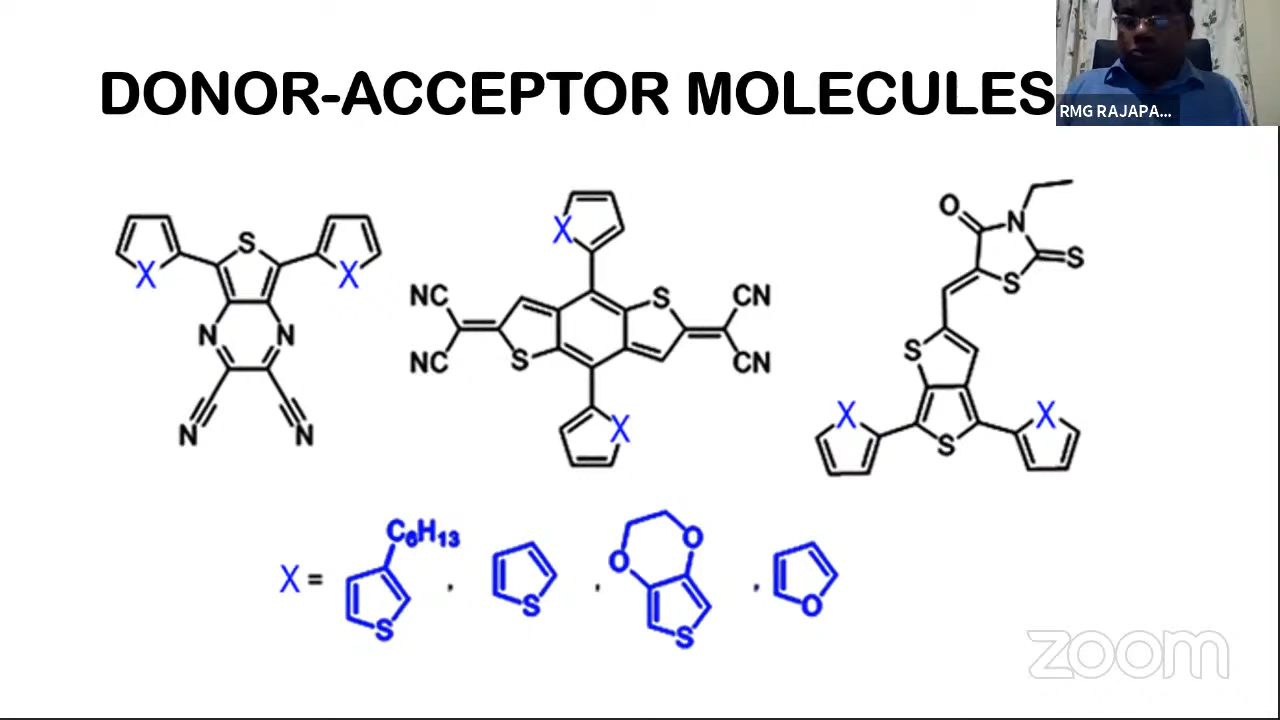 DONOR-ACCEPTOR MOLECULES
RMG RAJAPA...
X S X
N N
N N
X
NC S CN
NC S CN
X
O N
S S
S
X S X
X = C6H13 S , S , O O S , O
zoom